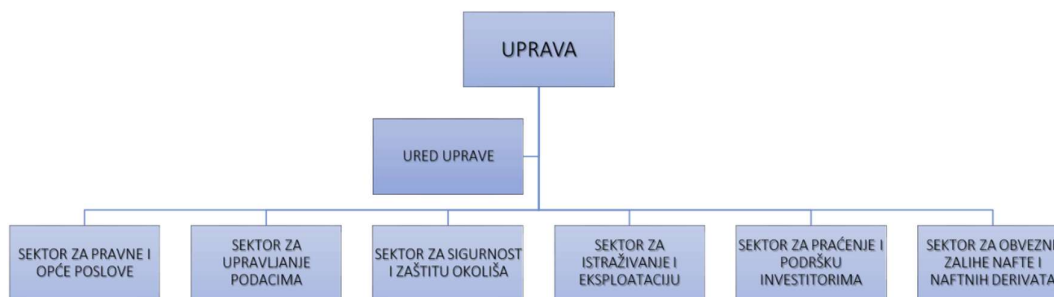 UPRAVA
URED UPRAVE
SEKTOR ZA PRAVNE I
OPĆE POSLOVE
SEKTOR ZA
UPRAVLJANJE
PODACIMA
SEKTOR ZA SIGURNOST
I ZAŠTITU OKOLIŠA
SEKTOR ZA
ISTRAŽIVANJE I
EKSPLOATACIJU
SEKTOR ZA PRAĆENJE I
PODRŠKU
INVESTITORIMA
SEKTOR ZA OBVEZNE
ZALIHE NAFTE I
NAFTNIH DERIVATA